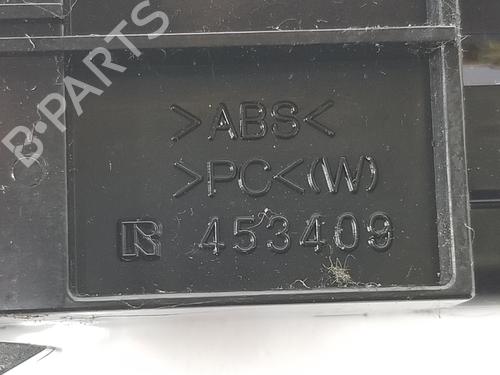 B-PARTS
>ABS<
>PC<(W)
R 453409